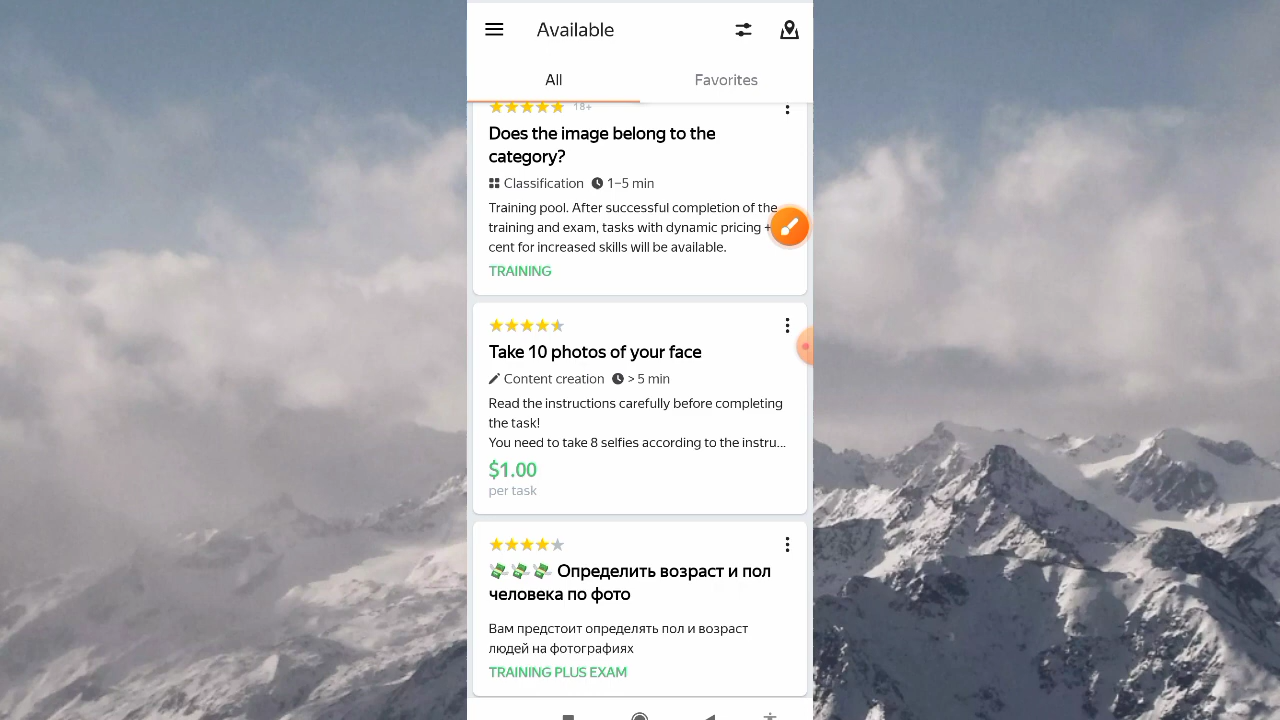 Available
All
Favorites
18+
Does the image belong to the
category?
Classification 1–5 min
Training pool. After successful completion of the
training and exam, tasks with dynamic pricing +
cent for increased skills will be available.
TRAINING
Take 10 photos of your face
Content creation > 5 min
Read the instructions carefully before completing
the task!
You need to take 8 selfies according to the instru...
$1.00
per task
💸💸💸 Определить возраст и пол
человека по фото
Вам предстоит определять пол и возраст
людей на фотографиях
TRAINING PLUS EXAM